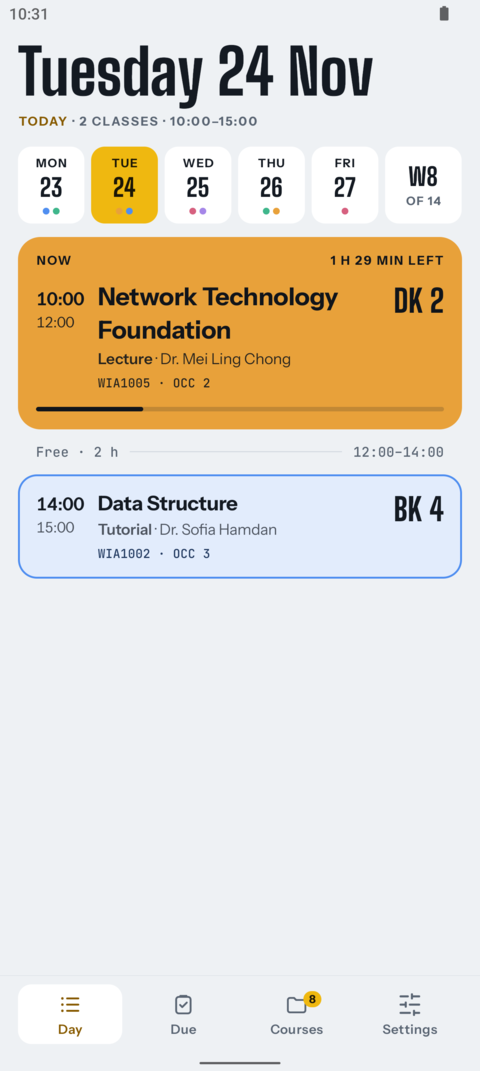 10:31
Tuesday 24 Nov
TODAY · 2 CLASSES · 10:00–15:00
MON TUE WED THU FRI W8
23 24 25 26 27 OF 14
NOW 1 H 29 MIN LEFT
10:00 Network Technology DK 2
12:00 Foundation
Lecture · Dr. Mei Ling Chong
WIA1005 · OCC 2
Free · 2 h 12:00–14:00
14:00 Data Structure BK 4
15:00 Tutorial · Dr. Sofia Hamdan
WIA1002 · OCC 3
8
Day Due Courses Settings